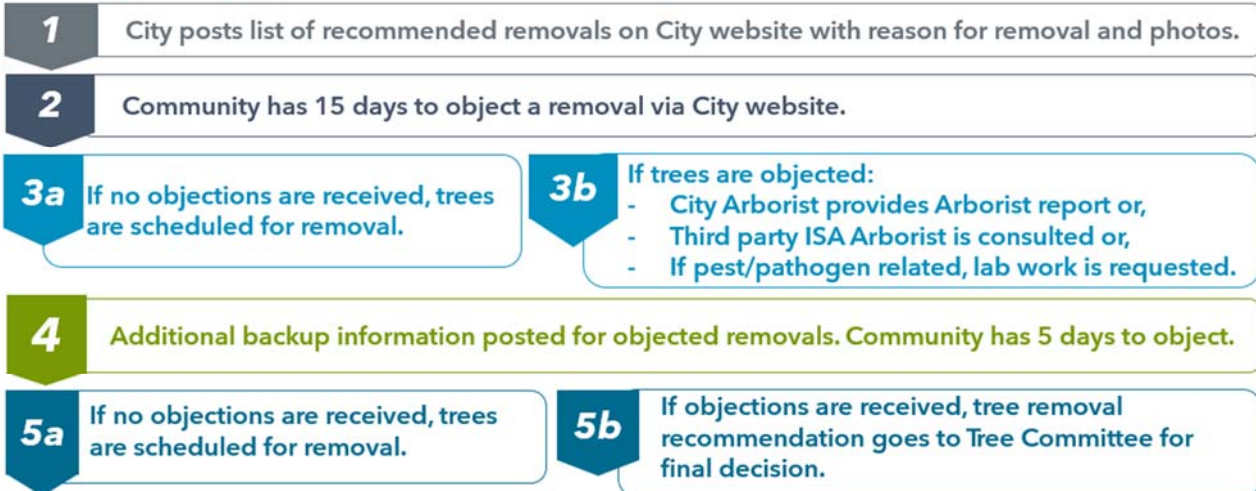 1
City posts list of recommended removals on City website with reason for removal and photos.
2
Community has 15 days to object a removal via City website.
3a
If no objections are received, trees
are scheduled for removal.
3b
If trees are objected:
- City Arborist provides Arborist report or,
- Third party ISA Arborist is consulted or,
- If pest/pathogen related, lab work is requested.
4
Additional backup information posted for objected removals. Community has 5 days to object.
5a
If no objections are received, trees
are scheduled for removal.
5b
If objections are received, tree removal
recommendation goes to Tree Committee for
final decision.